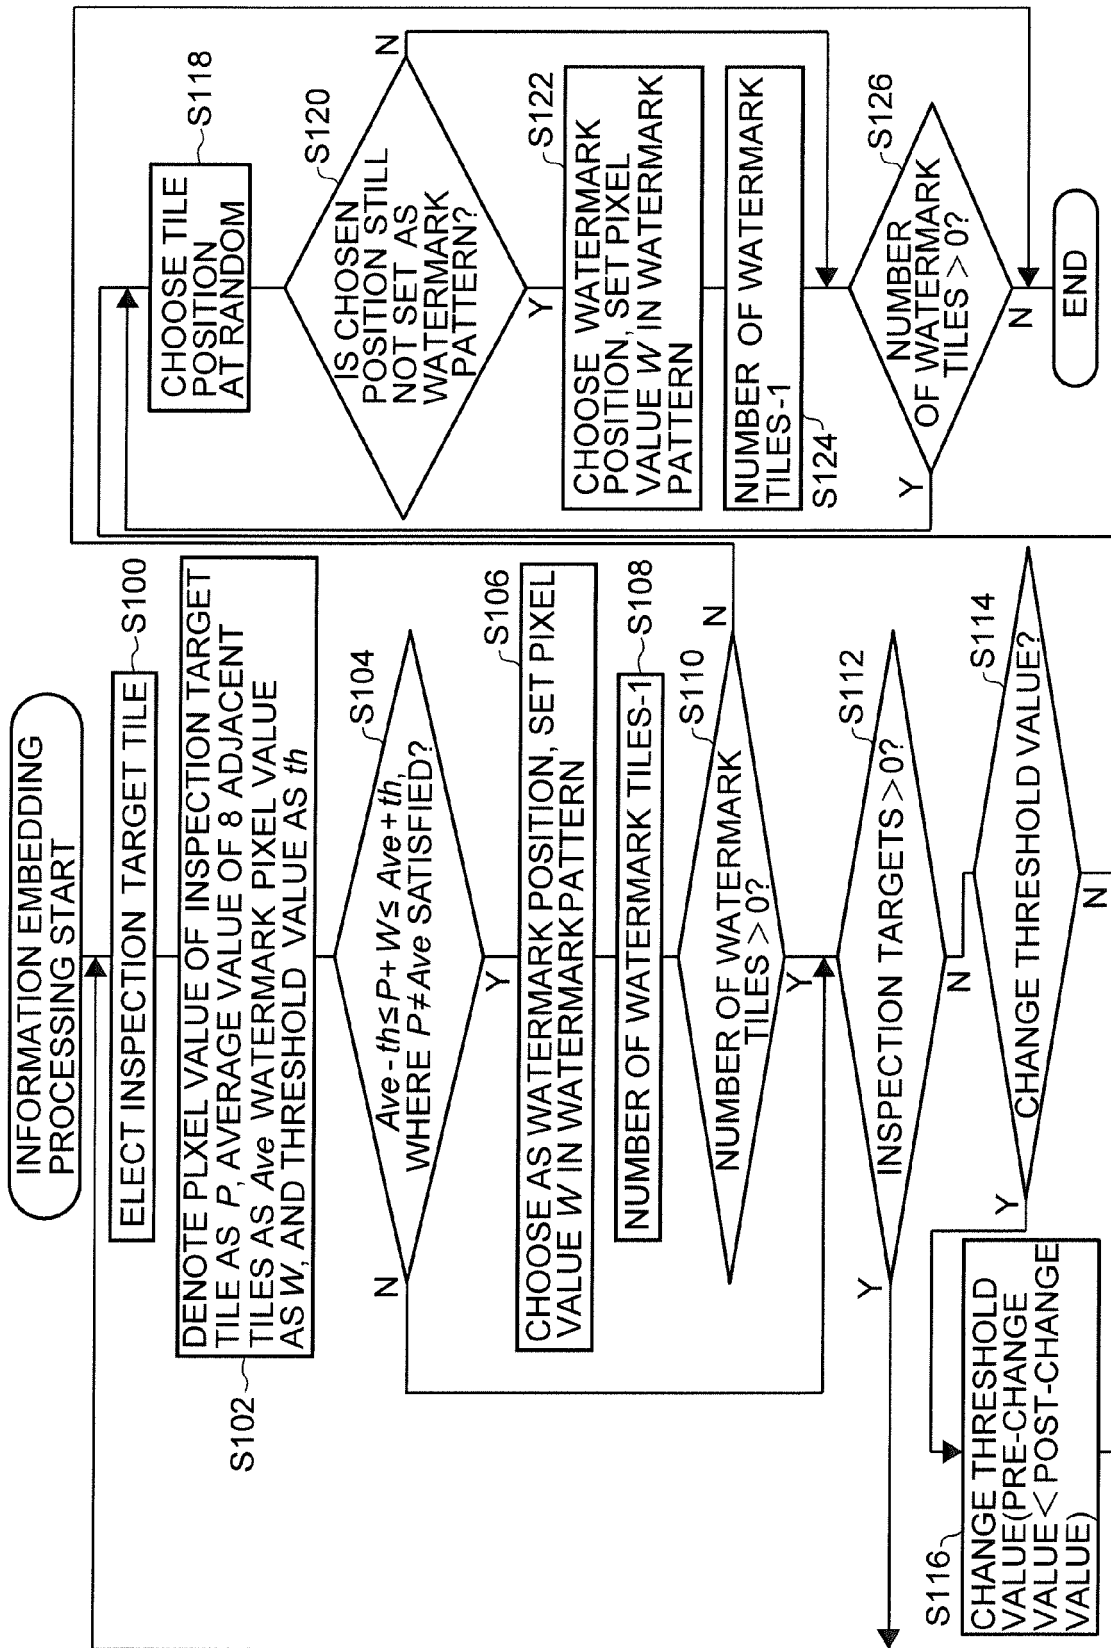 INFORMATION EMBEDDING
PROCESSING START
ELECT INSPECTION TARGET TILE
S100
DENOTE PLXEL VALUE OF INSPECTION TARGET
TILE AS P, AVERAGE VALUE OF 8 ADJACENT
TILES AS Ave WATERMARK PIXEL VALUE
AS W, AND THRESHOLD VALUE AS th
S102
Ave - th ≤ P + W ≤ Ave + th,
WHERE P ≠ Ave SATISFIED?
S104
N
Y
CHOOSE AS WATERMARK POSITION, SET PIXEL
VALUE W IN WATERMARK PATTERN
S106
NUMBER OF WATERMARK TILES-1
S108
NUMBER OF WATERMARK
TILES > 0?
S110
N
Y
INSPECTION TARGETS > 0?
S112
Y
N
CHANGE THRESHOLD VALUE?
S114
Y
N
CHANGE THRESHOLD
VALUE(PRE-CHANGE
VALUE < POST-CHANGE
VALUE)
S116
CHOOSE TILE
POSITION
AT RANDOM
S118
IS CHOSEN
POSITION STILL
NOT SET AS
WATERMARK
PATTERN?
S120
N
Y
CHOOSE WATERMARK
POSITION, SET PIXEL
VALUE W IN WATERMARK
PATTERN
S122
NUMBER OF WATERMARK
TILES-1
S124
NUMBER
OF WATERMARK
TILES > 0?
S126
Y
N
END